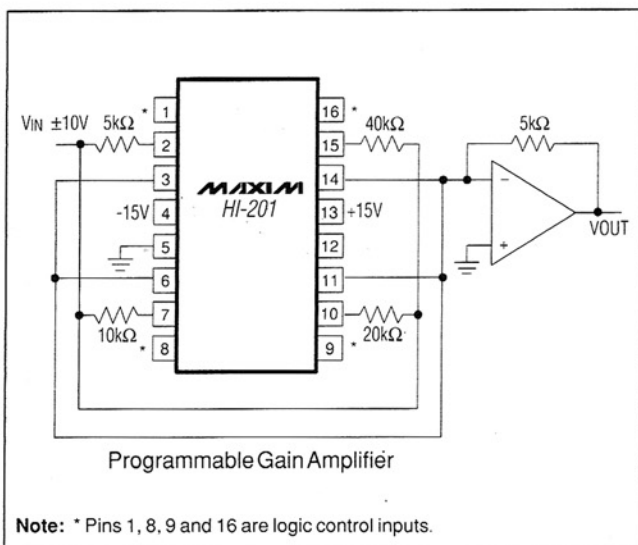 * 1 16 *
VIN ±10V 5kΩ 40kΩ 5kΩ
2 15
3 14 −
MAXIM
-15V 4 HI-201 13 +15V
VOUT
5 12
+
6 11
7 10
10kΩ 20kΩ
* 8 9 *
Programmable Gain Amplifier
Note: * Pins 1, 8, 9 and 16 are logic control inputs.